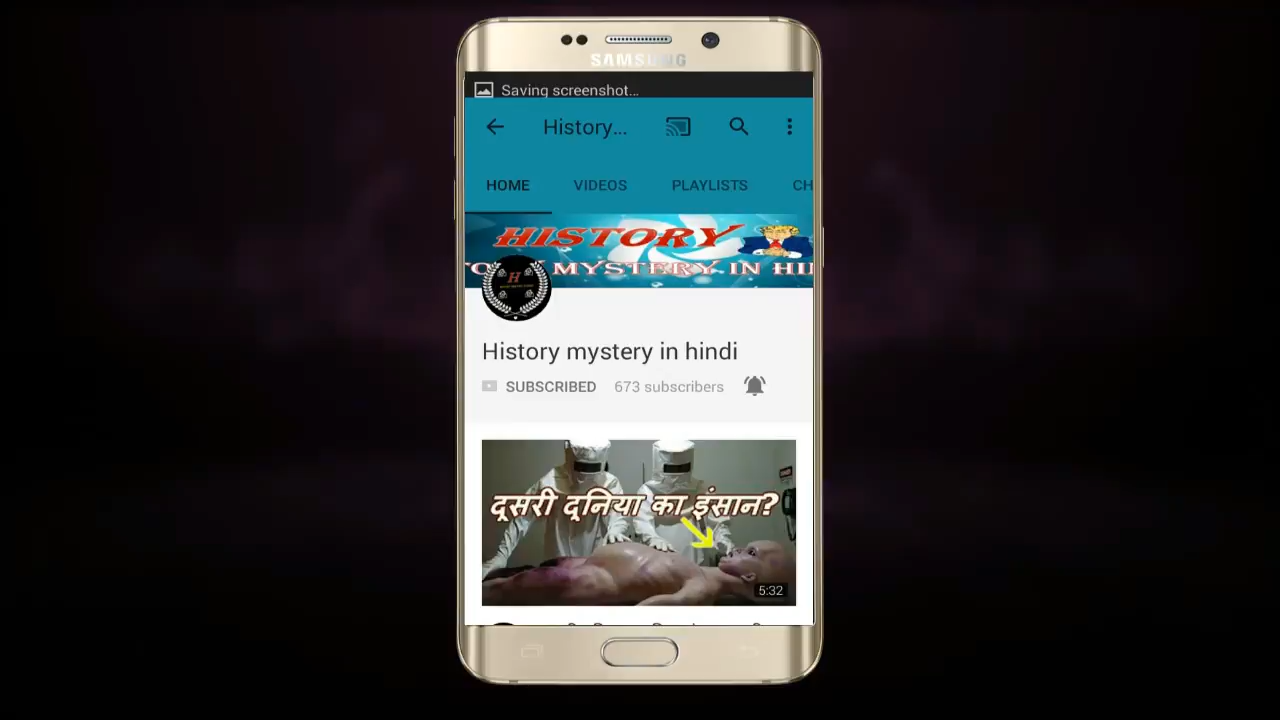 SAMSUNG
Saving screenshot...
History...
HOME VIDEOS PLAYLISTS CH
HISTORY
MYSTERY IN HI
H
History mystery in hindi
SUBSCRIBED 673 subscribers
दूसरी दुनिया का इंसान?
5:32